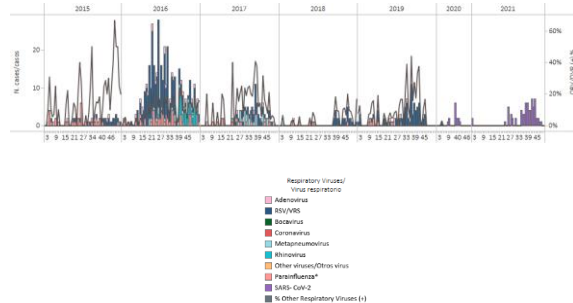 2015 2016 2017 2018 2019 2020 2021
N. cases/casos
20
10
0
60%
40%
20%
0%
3 9 15 21 27 34 40 46 3 9 15 21 27 33 39 45 3 9 15 21 27 33 39 45 3 9 15 21 27 33 39 45 3 9 15 21 27 33 39 45 3 9 40 46 3 9 15 21 27 33 39 45
Respiratory Viruses/
Virus respiratorio
Adenovirus
RSV/VRS
Bocavirus
Coronavirus
Metapneumovirus
Rhinovirus
Other viruses/Otros virus
Parainfluenza*
SARS- CoV-2
% Other Respiratory Viruses (+)